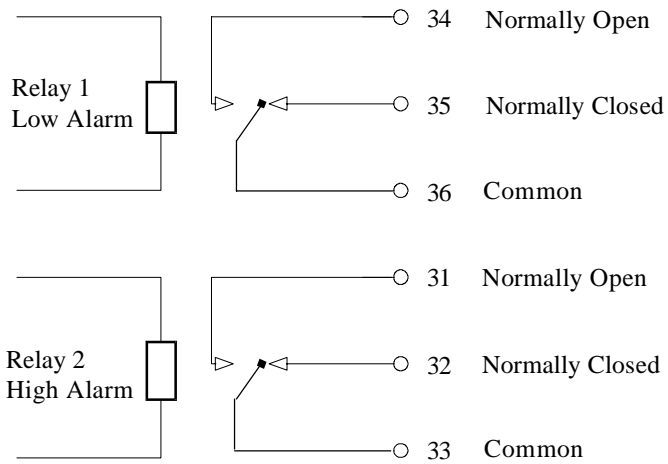 34 Normally Open
Relay 1
Low Alarm
35 Normally Closed
36 Common
31 Normally Open
Relay 2
High Alarm
32 Normally Closed
33 Common